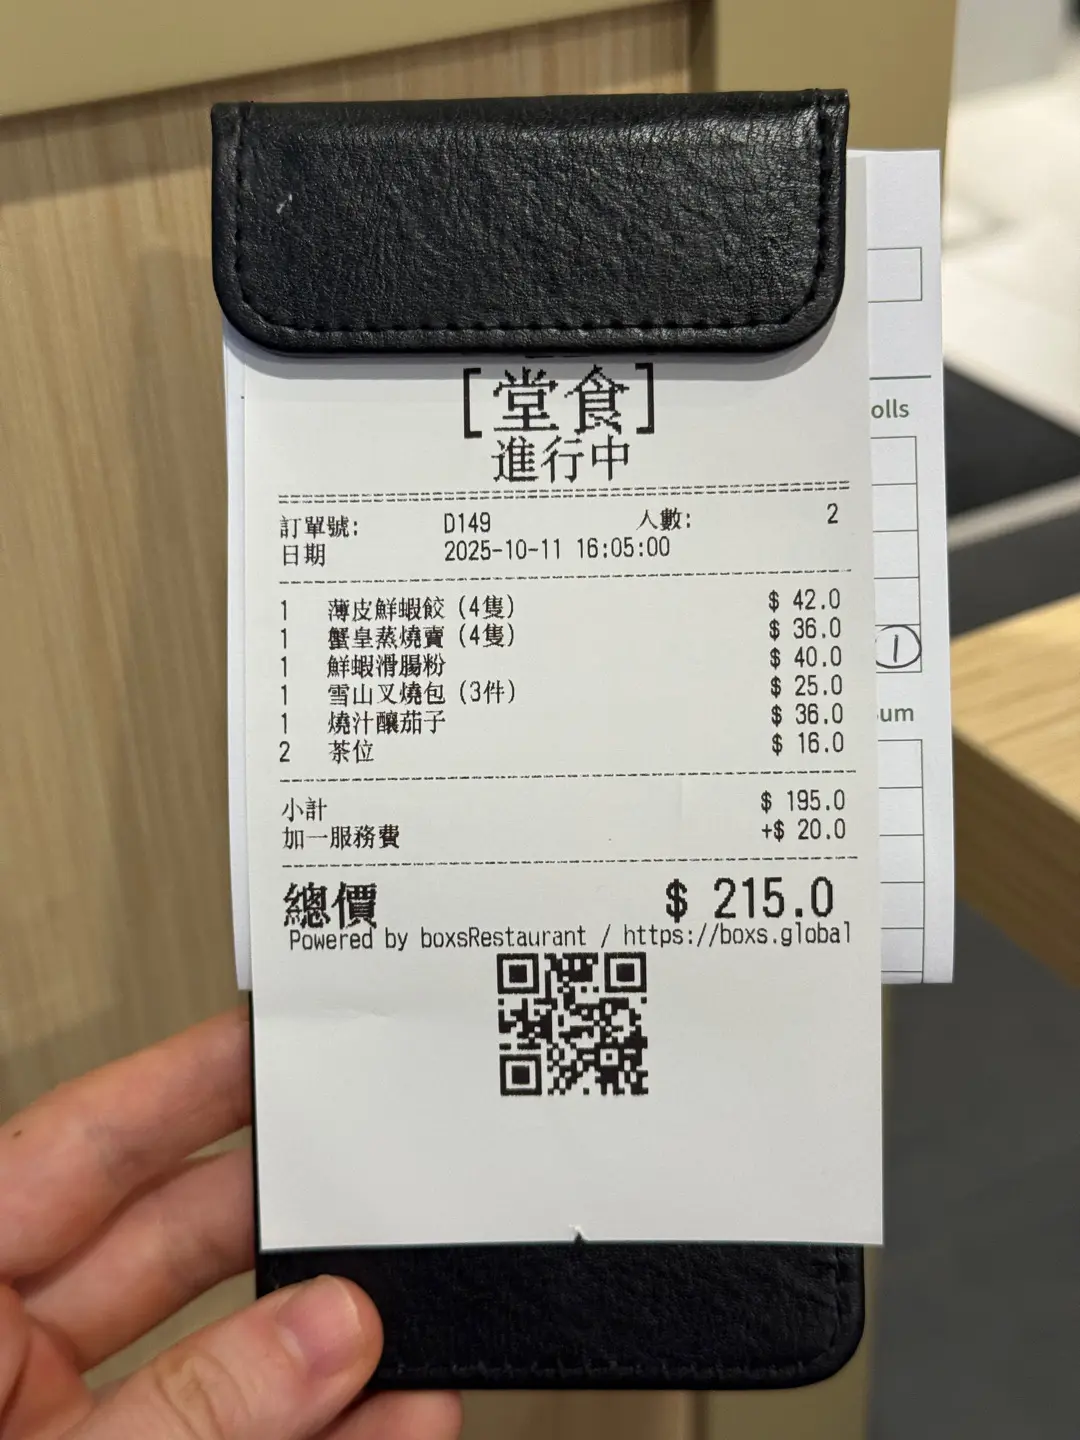 [堂食]
進行中
訂單號: D149 人數: 2
日期 2025-10-11 16:05:00
1 薄皮鮮蝦餃 (4隻) $ 42.0
1 蟹皇蒸燒賣 (4隻) $ 36.0
1 鮮蝦滑腸粉 $ 40.0
1 雪山叉燒包 (3件) $ 25.0
1 燒汁釀茄子 $ 36.0
2 茶位 $ 16.0
小計 $ 195.0
加一服務費 +$ 20.0
總價 $ 215.0
Powered by boxsRestaurant / https://boxs.global
olls
1
um